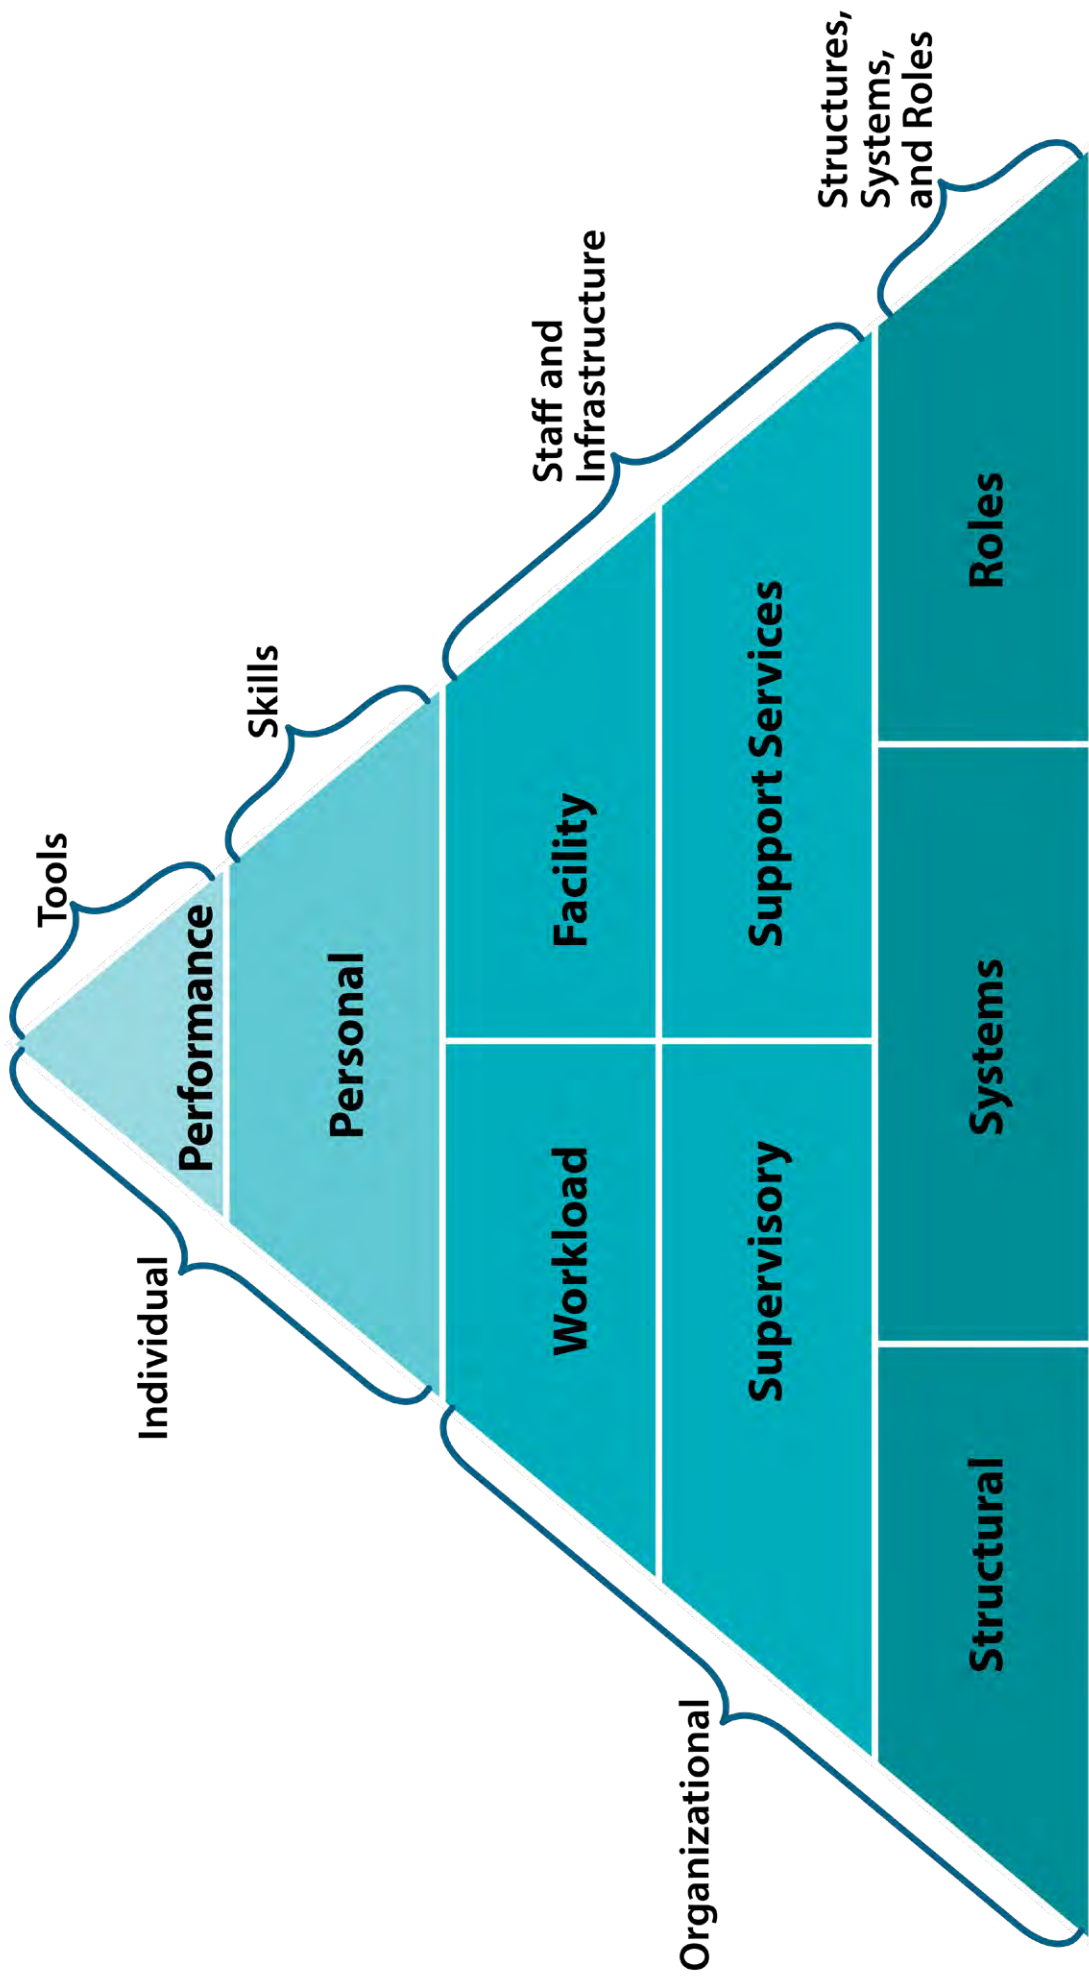 Tools
Individual
Performance
Skills
Personal
Staff and
Infrastructure
Workload
Facility
Organizational
Supervisory
Support Services
Structures,
Systems,
and Roles
Structural
Systems
Roles